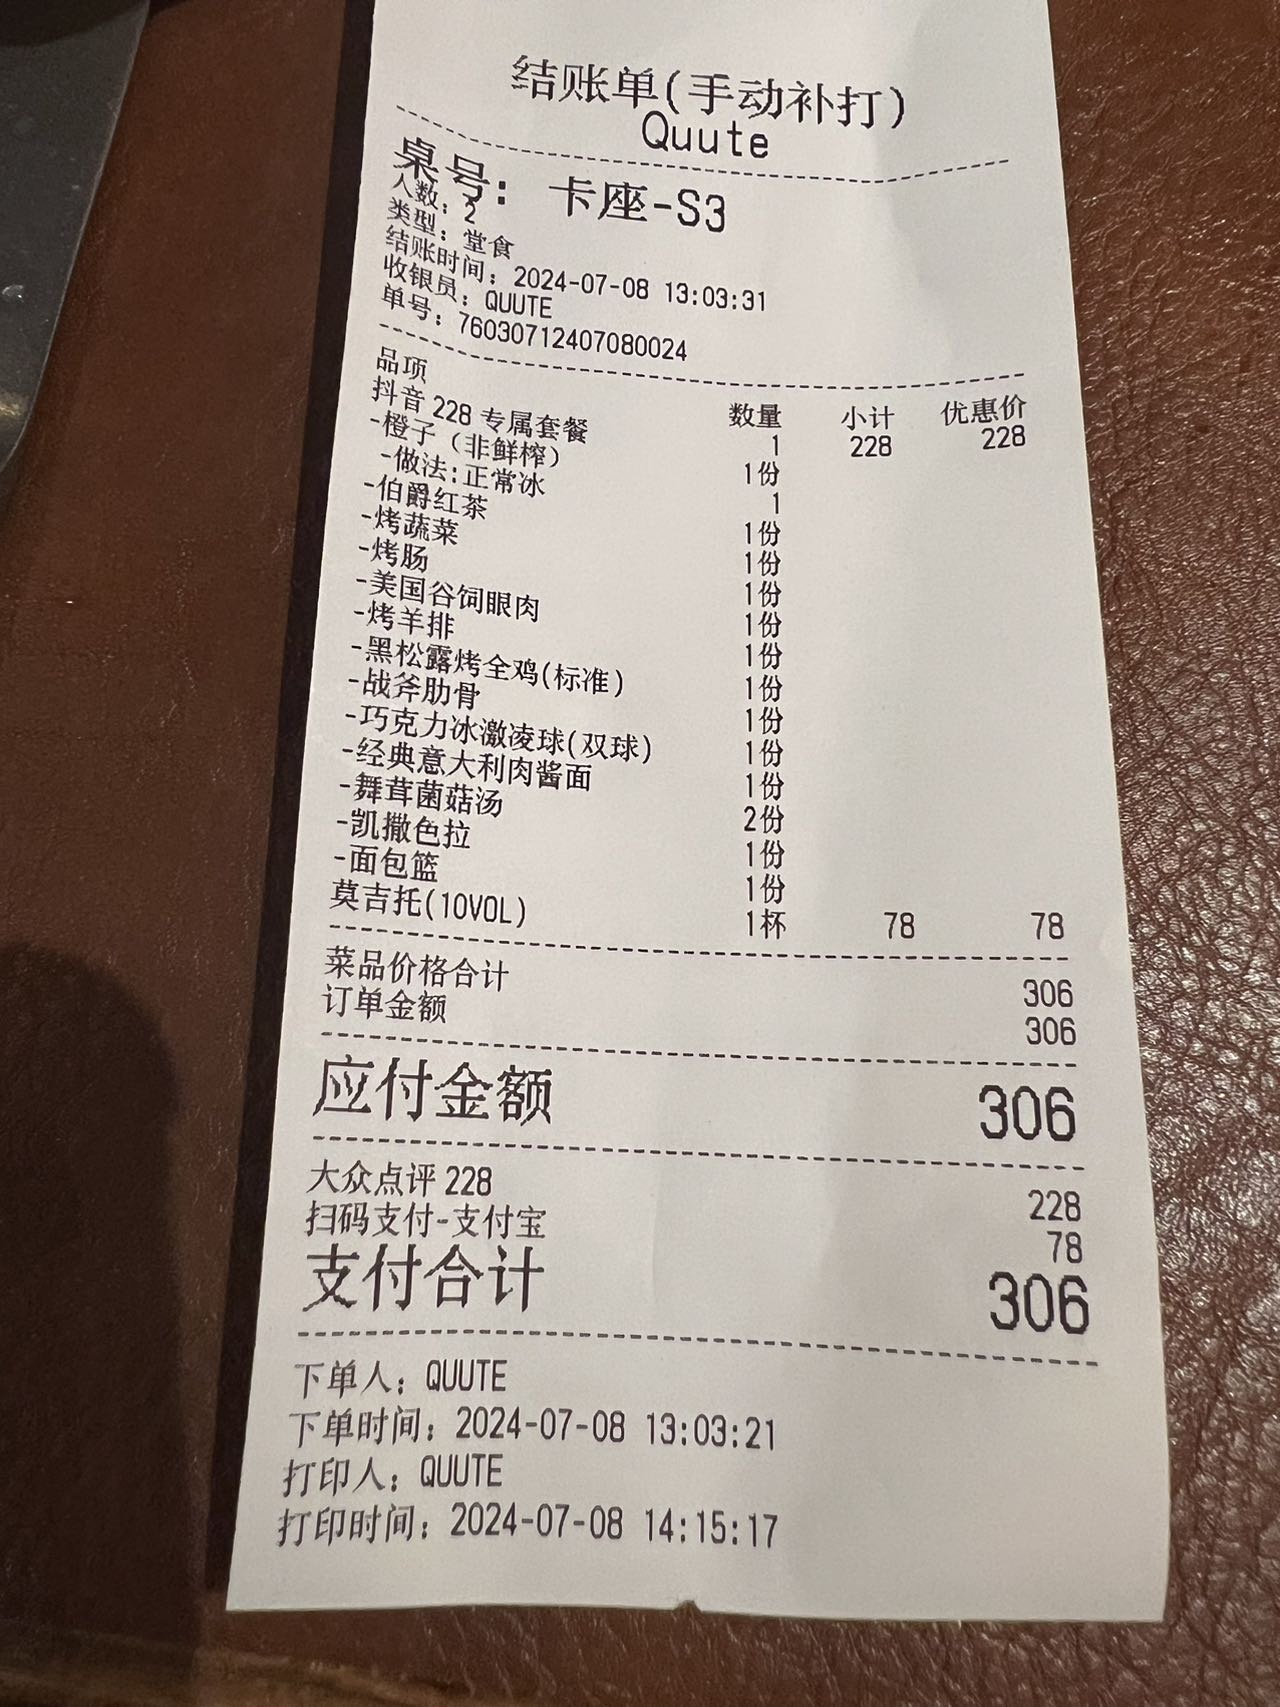 结账单(手动补打)
Quute
桌号: 卡座-S3
人数: 2
类型: 堂食
结账时间: 2024-07-08 13:03:31
收银员: QUUTE
单号: 76030712407080024
品项 数量 小计 优惠价
抖音228专属套餐 1 228 228
-橙子(非鲜榨) 1份
-做法:正常冰 1
-伯爵红茶 1份
-烤蔬菜 1份
-烤肠 1份
-美国谷饲眼肉 1份
-烤羊排 1份
-黑松露烤全鸡(标准) 1份
-战斧肋骨 1份
-巧克力冰激凌球(双球) 1份
-经典意大利肉酱面 1份
-舞茸菌菇汤 2份
-凯撒色拉 1份
-面包篮 1份
莫吉托(10VOL) 1杯 78 78
菜品价格合计 306
订单金额 306
应付金额 306
大众点评228 228
扫码支付-支付宝 78
支付合计 306
下单人: QUUTE
下单时间: 2024-07-08 13:03:21
打印人: QUUTE
打印时间: 2024-07-08 14:15:17